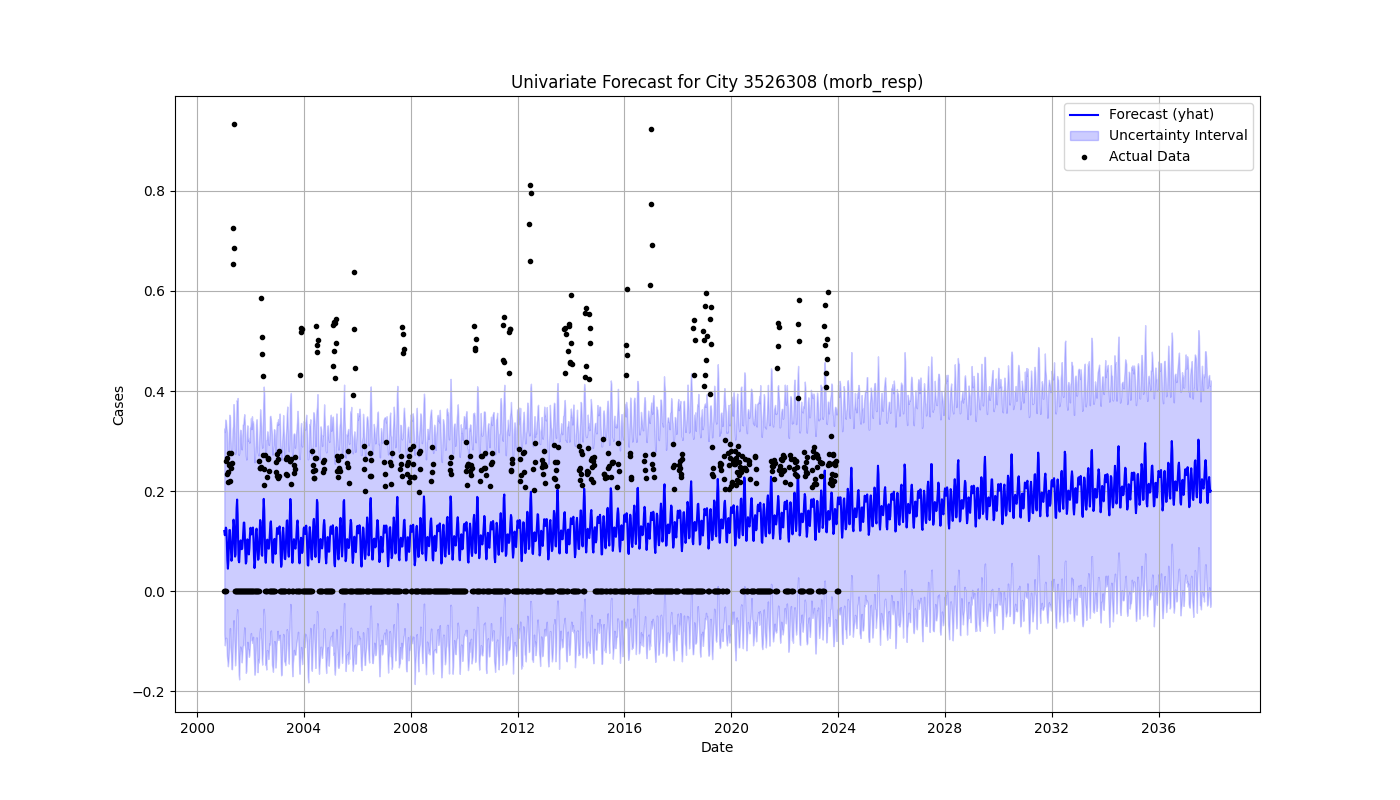 Univariate Forecast for City 3526308 (morb_resp)
Forecast (yhat)
Uncertainty Interval
Actual Data
Cases
0.8
0.6
0.4
0.2
0.0
−0.2
2000
2004
2008
2012
2016
2020
2024
2028
2032
2036
Date